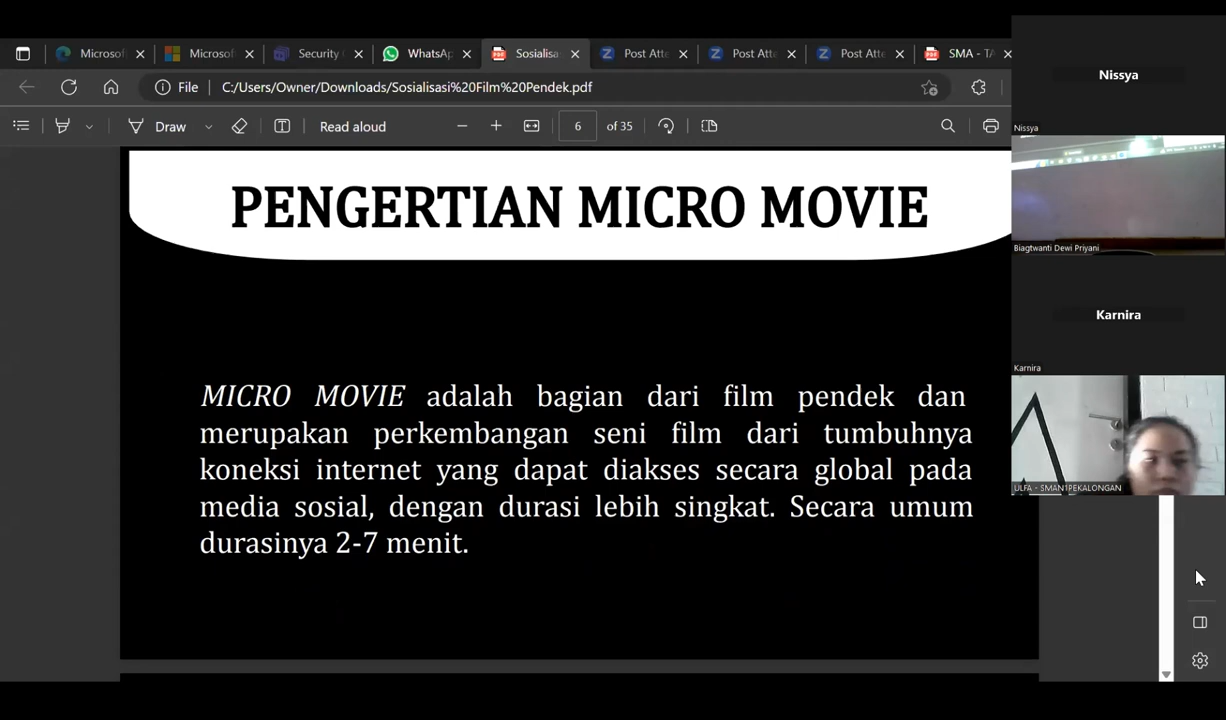 Microsof
Microsof
Security
WhatsAp
Sosialisa
Post Atte
Post Atte
Post Atte
SMA - TA
File
C:/Users/Owner/Downloads/Sosialisasi%20Film%20Pendek.pdf
Draw
Read aloud
6
of 35
PENGERTIAN MICRO MOVIE
MICRO MOVIE adalah bagian dari film pendek dan
merupakan perkembangan seni film dari tumbuhnya
koneksi internet yang dapat diakses secara global pada
media sosial, dengan durasi lebih singkat. Secara umum
durasinya 2-7 menit.
Nissya
Nissya
Biagtwanti Dewi Priyani
Karnira
Karnira
ULFA - SMAN1PEKALONGAN